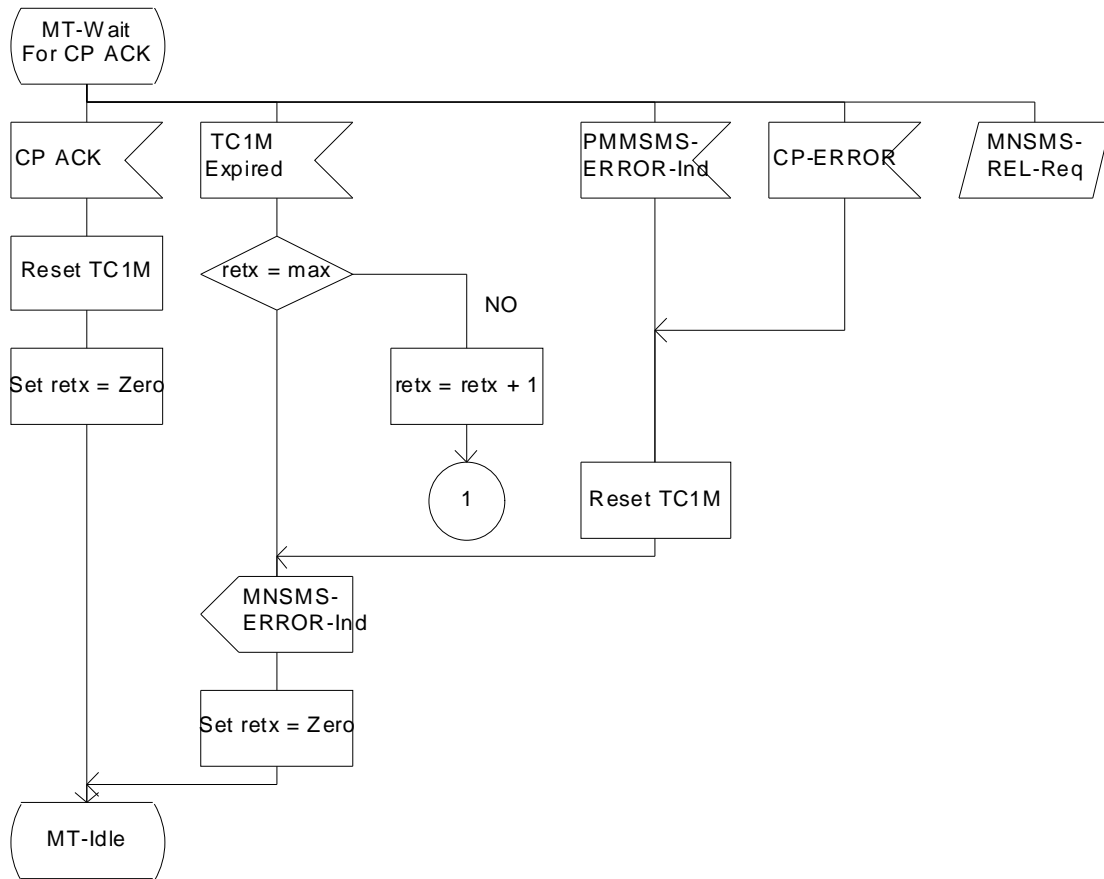 MT-Wait
For CP ACK
CP ACK
TC1M
Expired
PMMSMS-
ERROR-Ind
CP-ERROR
MNSMS-
REL-Req
Reset TC1M
retx = max
NO
Set retx = Zero
retx = retx + 1
1
Reset TC1M
MNSMS-
ERROR-Ind
Set retx = Zero
MT-Idle